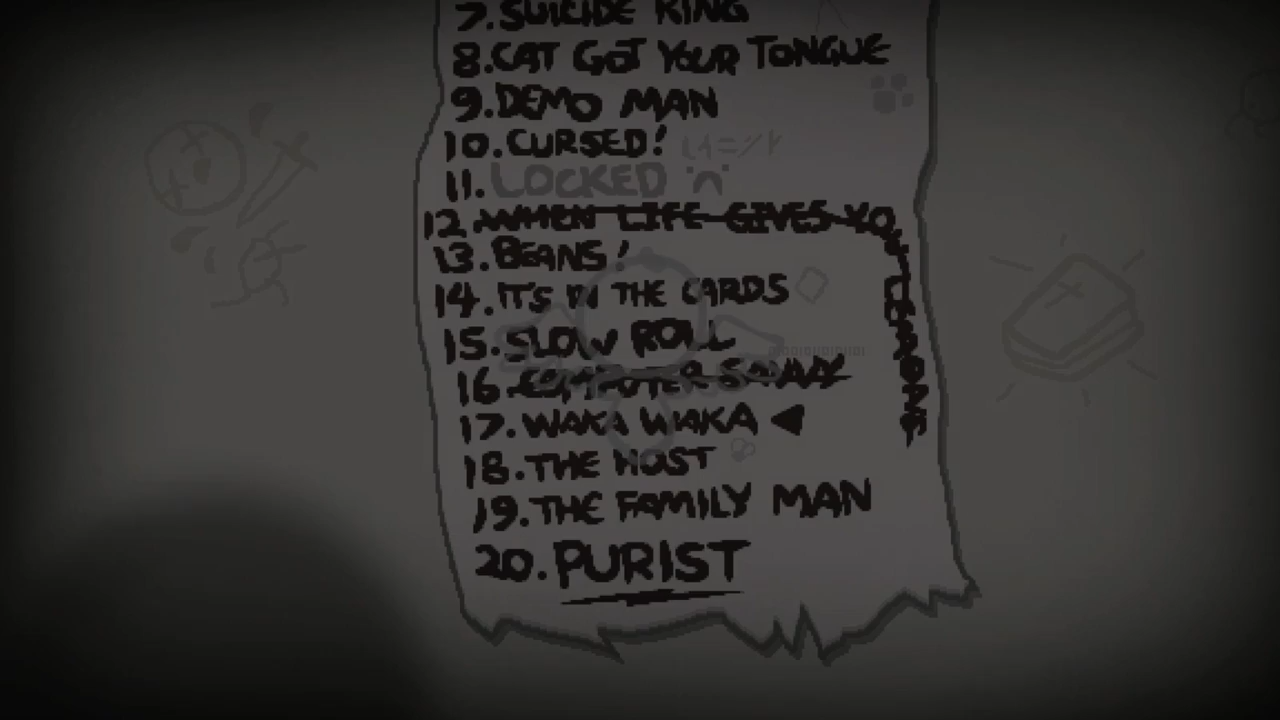 7. SUICIDE KING
8. CAT GOT YOUR TONGUE
9. DEMO MAN
10. CURSED!
11. LOCKED :(
12 WHEN LIFE GIVES YOU LEMONS
13. BEANS!
14. IT'S IN THE CARDS
15. SLOW ROLL
16 COMPUTER SAVVY
17. WAKA WAKA ◀
18. THE HOST
19. THE FAMILY MAN
20. PURIST